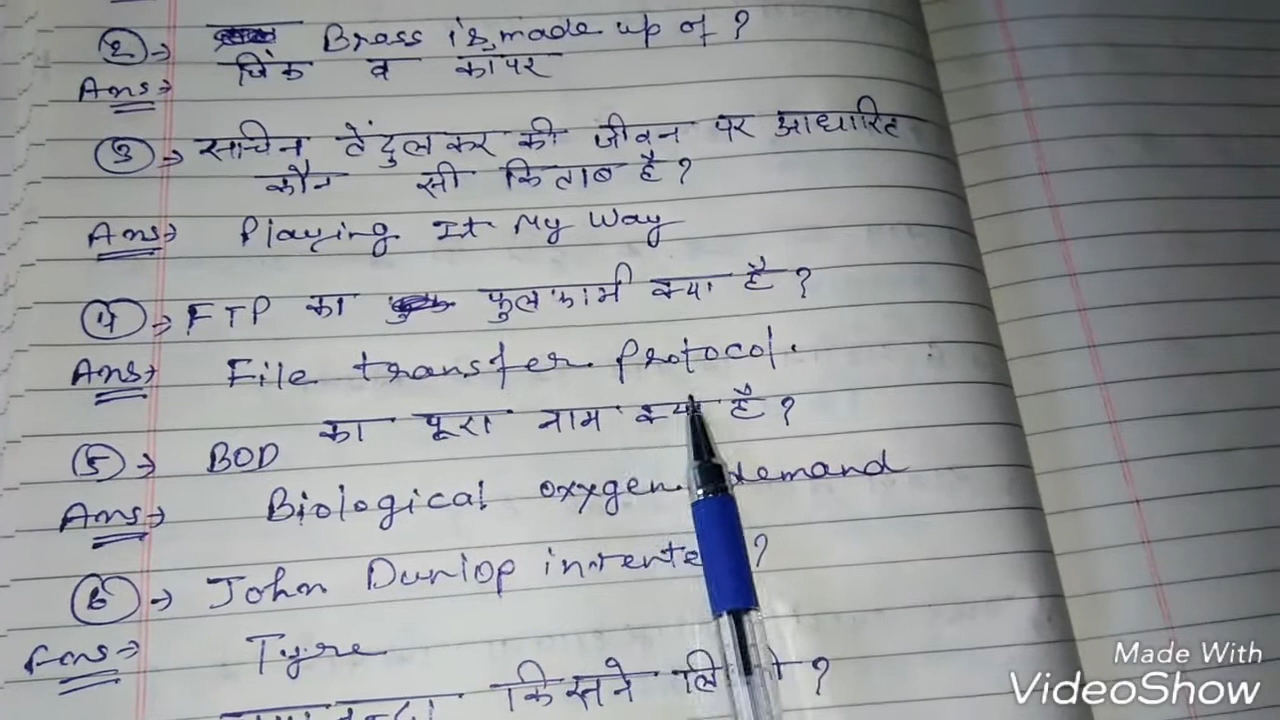 ② → Brass is made up of ?
Ans → जिंक व कॉपर
③ → सचिन तेंदुलकर की जीवन पर आधारित
कौन सी किताब है ?
Ans → Playing It My Way
④ → FTP का फुलफार्म क्या है ?
Ans → File transfer Protocol.
⑤ → BOD का पूरा नाम क्या है ?
Ans → Biological oxygen demand
⑥ → John Dunlop invented ?
Ans → Tyre
किसने
Made With
VideoShow